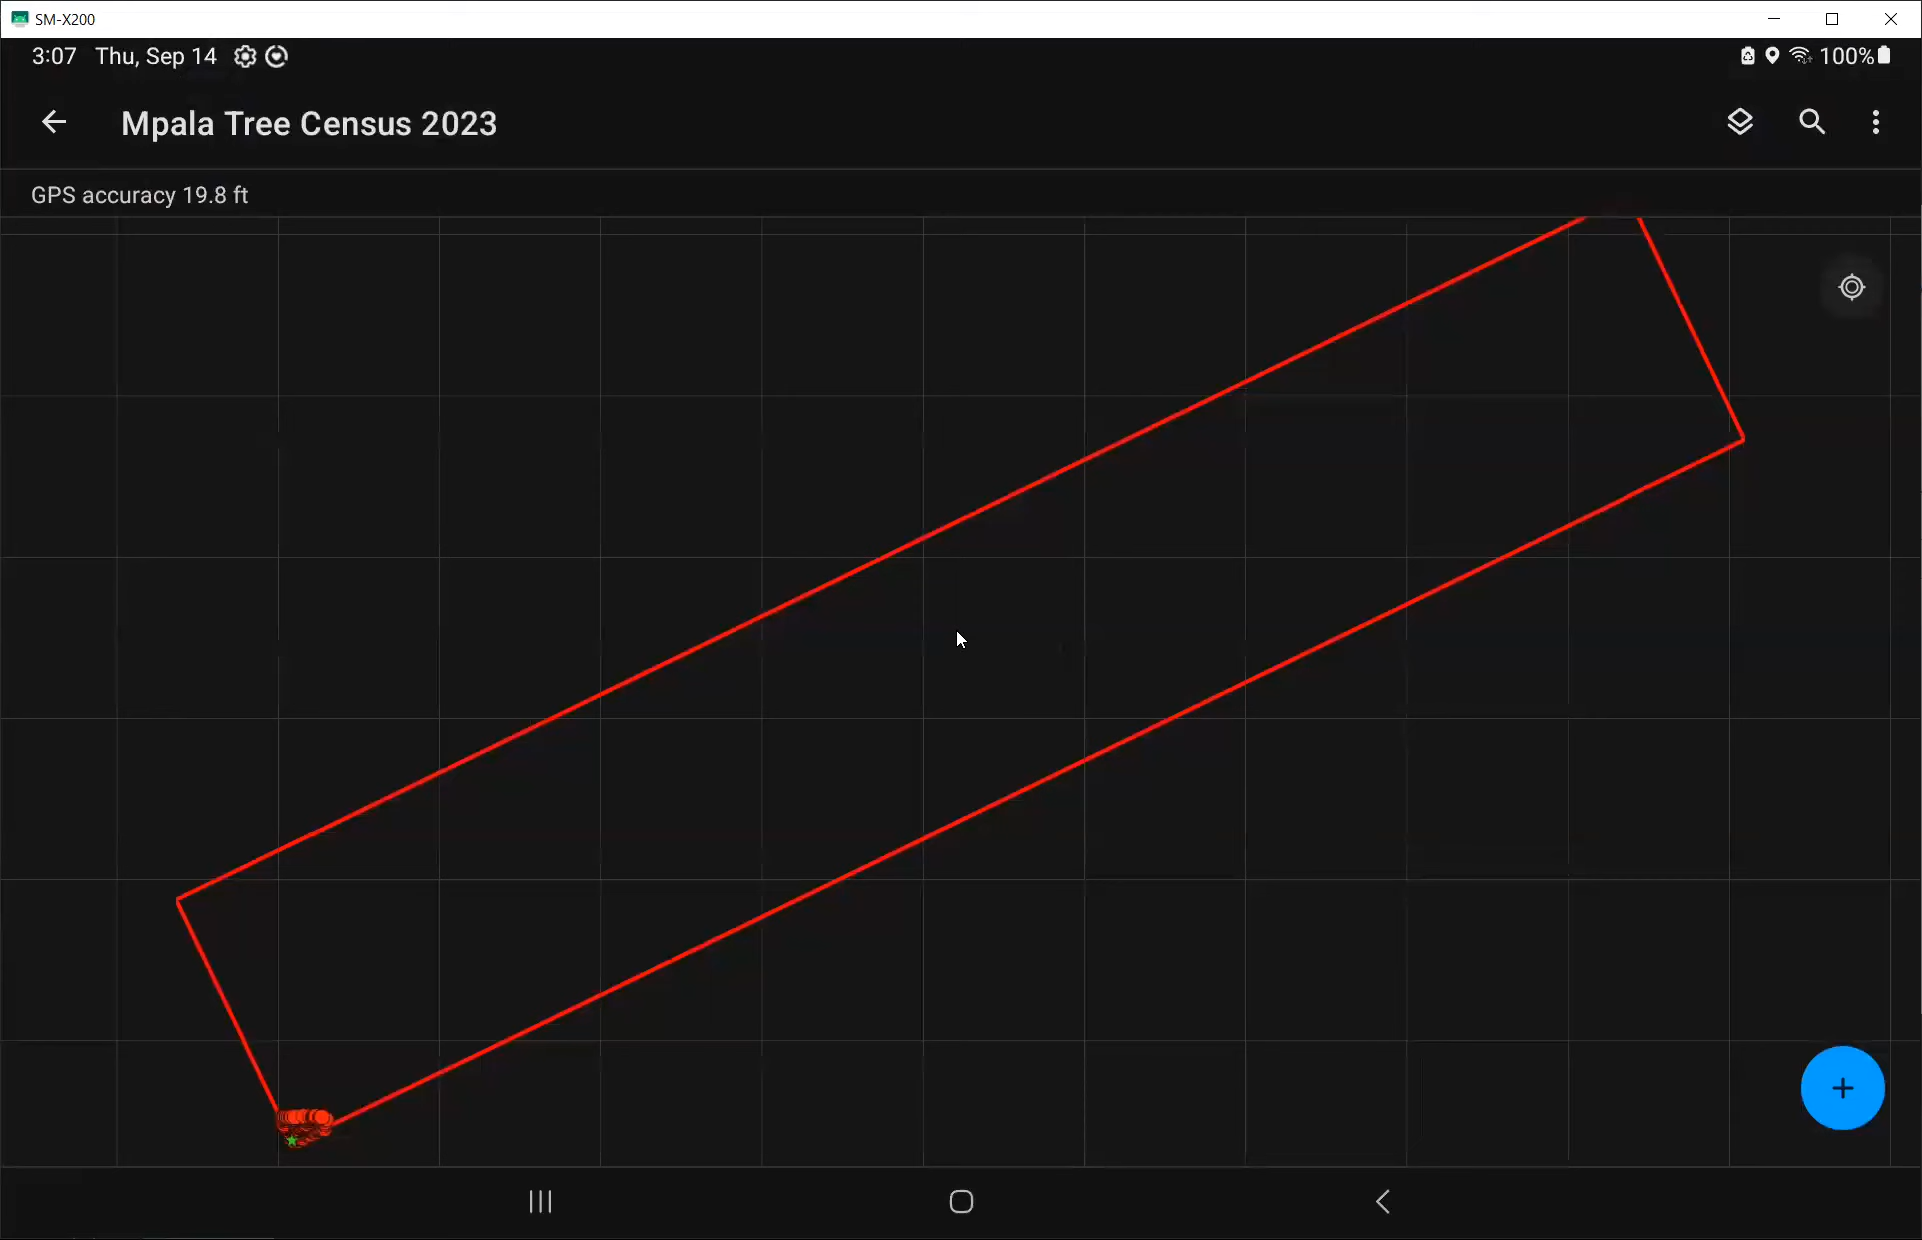 SM-X200
3:07 Thu, Sep 14
100%
Mpala Tree Census 2023
GPS accuracy 19.8 ft